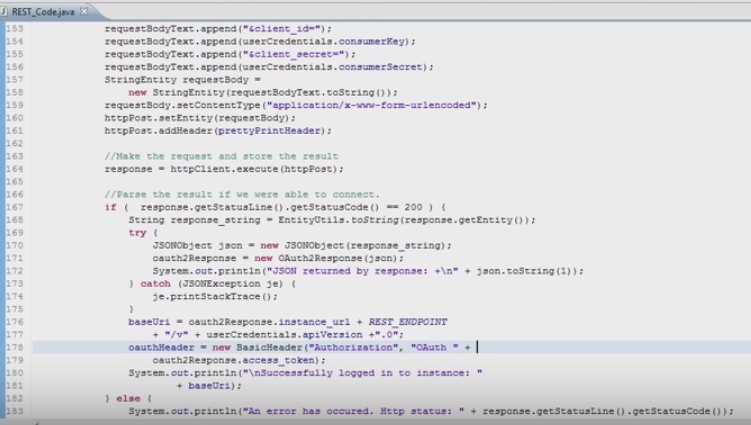 REST_Code.java
153 requestBodyText.append("&client_id=");
154 requestBodyText.append(userCredentials.consumerKey);
155 requestBodyText.append("&client_secret=");
156 requestBodyText.append(userCredentials.consumerSecret);
157 StringEntity requestBody =
158 new StringEntity(requestBodyText.toString());
159 requestBody.setContentType("application/x-www-form-urlencoded");
160 httpPost.setEntity(requestBody);
161 httpPost.addHeader(prettyPrintHeader);
162
163 //Make the request and store the result
164 response = httpClient.execute(httpPost);
165
166 //Parse the result if we were able to connect.
167 if ( response.getStatusLine().getStatusCode() == 200 ) {
168 String response_string = EntityUtils.toString(response.getEntity());
169 try {
170 JSONObject json = new JSONObject(response_string);
171 oauth2Response = new OAuth2Response(json);
172 System.out.println("JSON returned by response: +\n" + json.toString(1));
173 } catch (JSONException je) {
174 je.printStackTrace();
175 }
176 baseUri = oauth2Response.instance_url + REST_ENDPOINT
177 + "/v" + userCredentials.apiVersion +".0";
178 oauthHeader = new BasicHeader("Authorization", "OAuth " +
179 oauth2Response.access_token);
180 System.out.println("\nSuccessfully logged in to instance: "
181 + baseUri);
182 } else {
183 System.out.println("An error has occured. Http status: " + response.getStatusLine().getStatusCode());